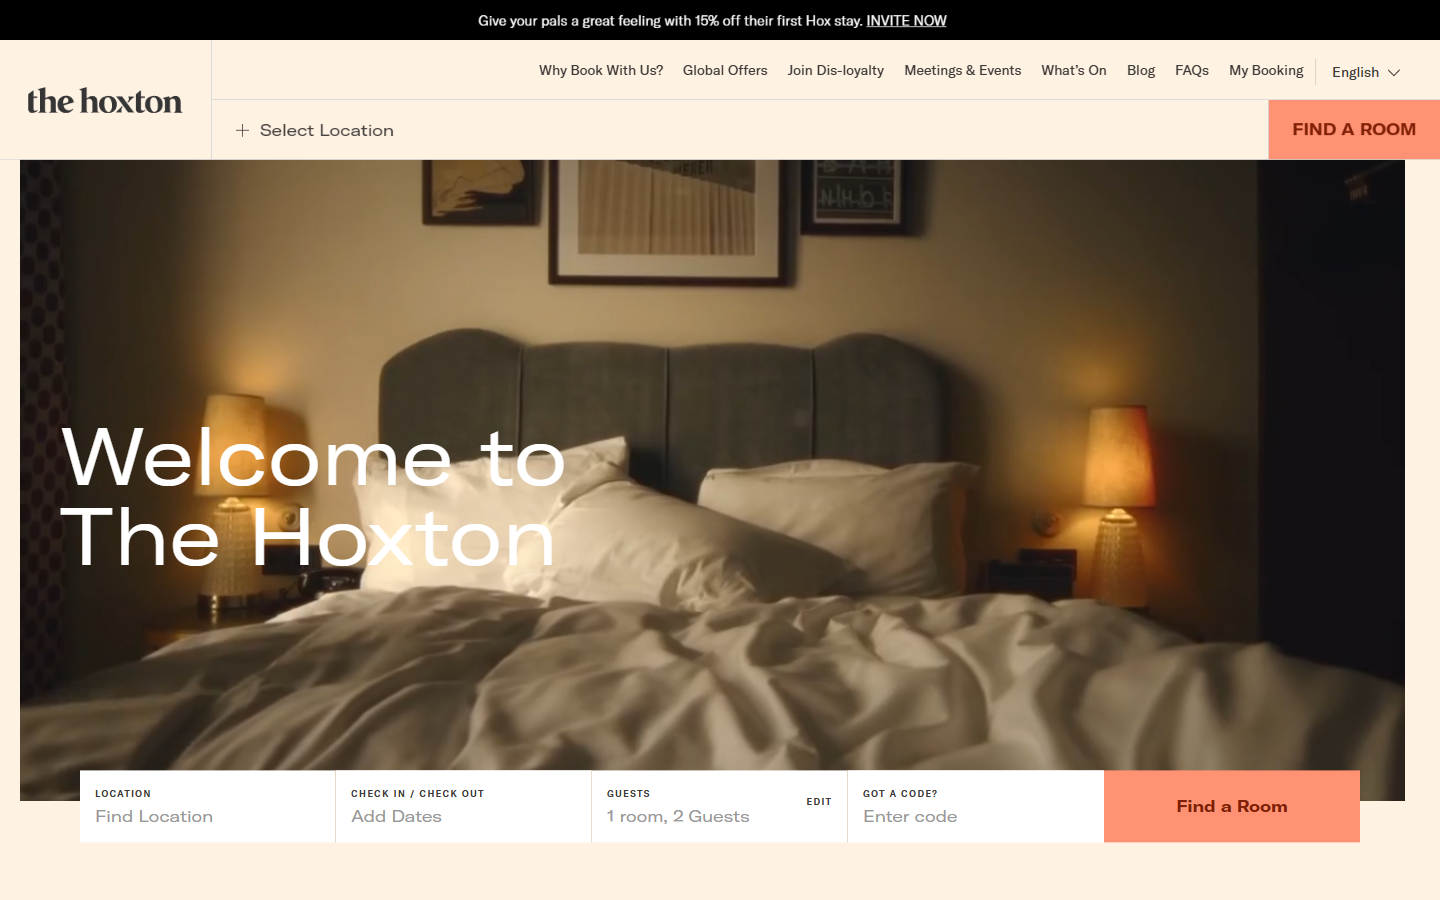 Give your pals a great feeling with 15% off their first Hox stay. INVITE NOW
the hoxton
Why Book With Us?
Global Offers
Join Dis-loyalty
Meetings & Events
What's On
Blog
FAQs
My Booking
English
Select Location
FIND A ROOM
Welcome to
The Hoxton
LOCATION
Find Location
CHECK IN / CHECK OUT
Add Dates
GUESTS
1 room, 2 Guests
EDIT
GOT A CODE?
Enter code
Find a Room